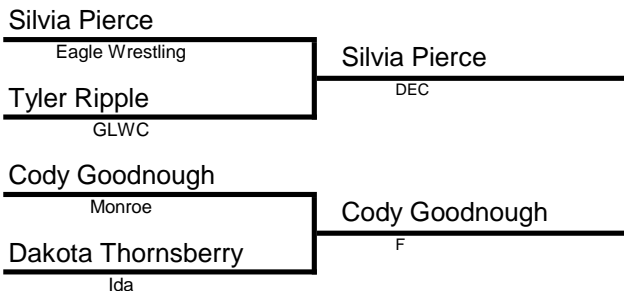 Silvia Pierce
Eagle Wrestling
Silvia Pierce
DEC
Tyler Ripple
GLWC
Cody Goodnough
Monroe
Cody Goodnough
F
Dakota Thornsberry
Ida